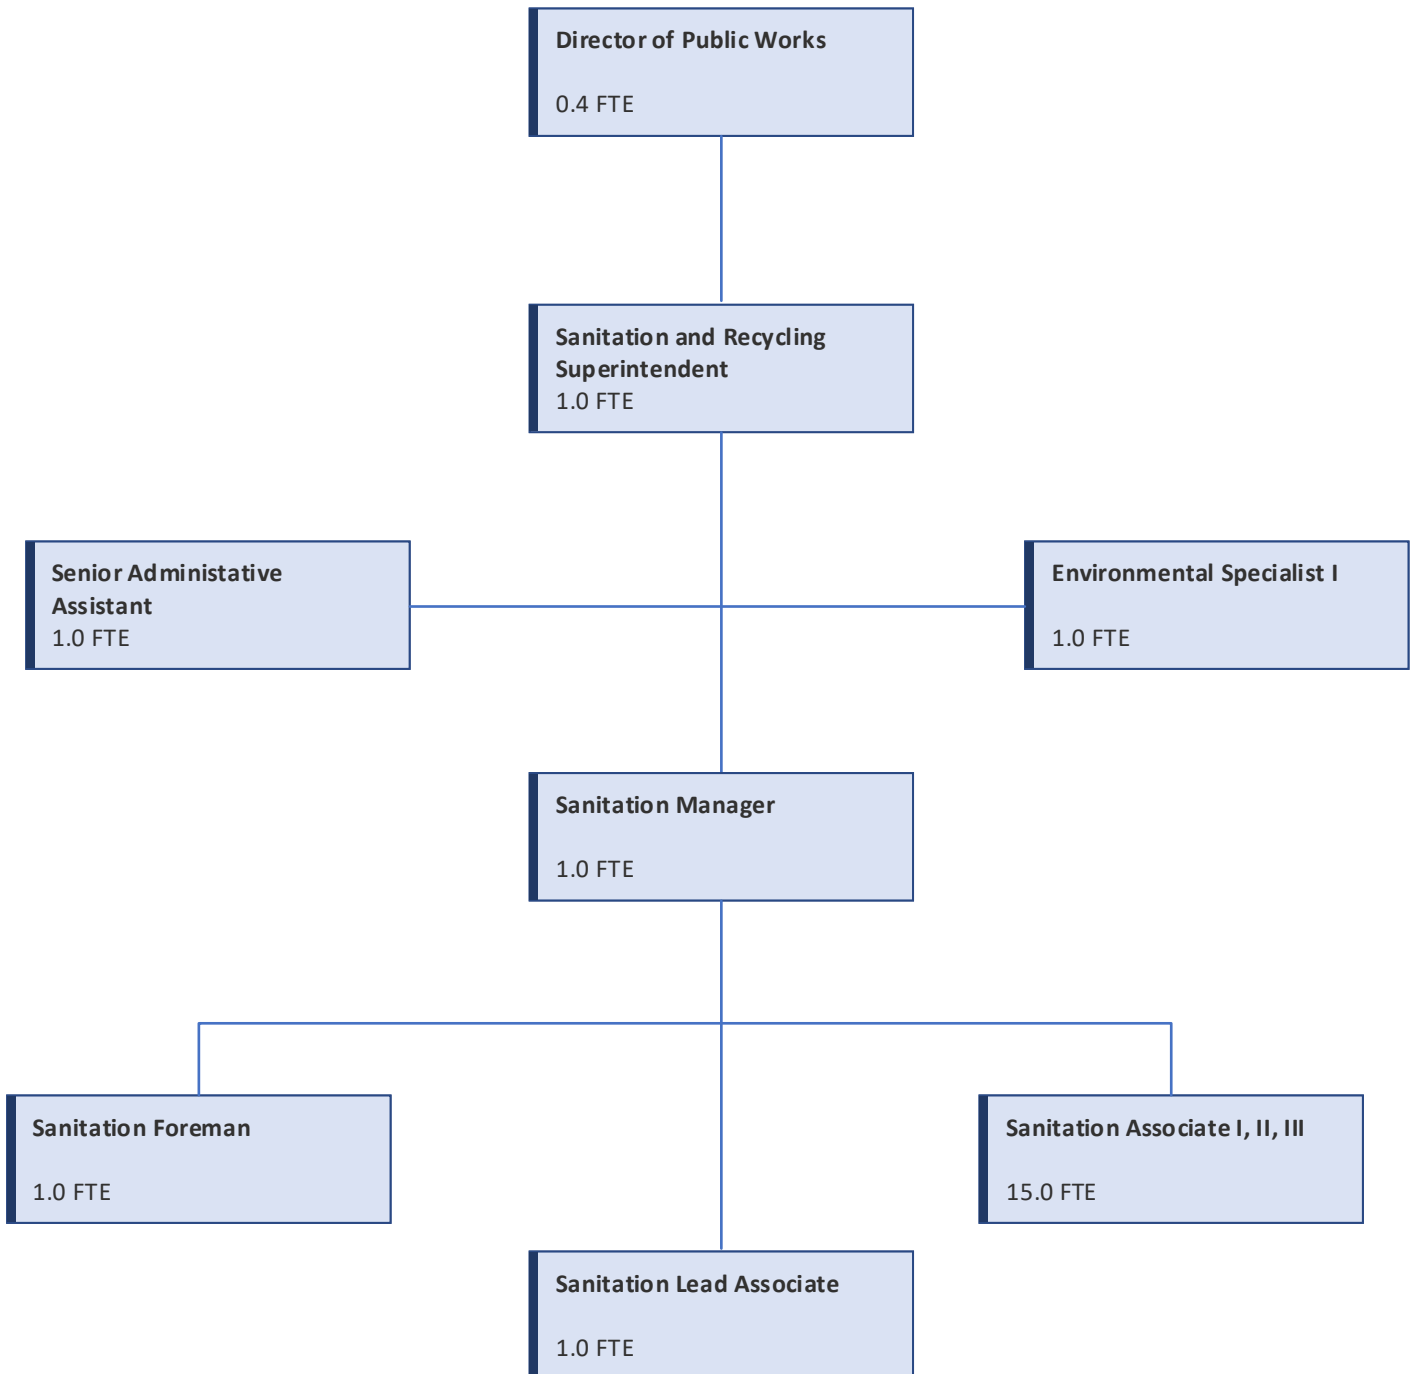 Director of Public Works
0.4 FTE
Sanitation and Recycling
Superintendent
1.0 FTE
Senior Administative
Assistant
1.0 FTE
Environmental Specialist I
1.0 FTE
Sanitation Manager
1.0 FTE
Sanitation Foreman
1.0 FTE
Sanitation Associate I, II, III
15.0 FTE
Sanitation Lead Associate
1.0 FTE